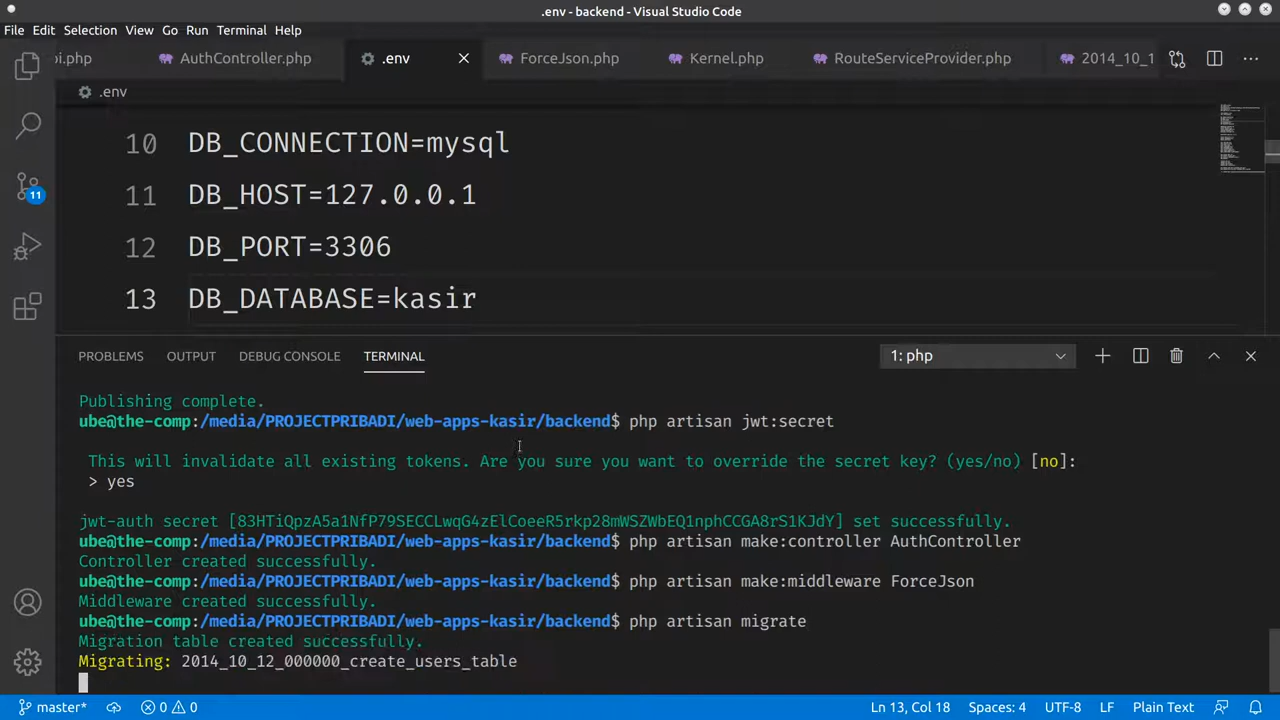 .env - backend - Visual Studio Code
File Edit Selection View Go Run Terminal Help
pi.php AuthController.php .env ForceJson.php Kernel.php RouteServiceProvider.php 2014_10_1
.env
10 DB_CONNECTION=mysql
11 DB_HOST=127.0.0.1
12 DB_PORT=3306
13 DB_DATABASE=kasir
11
PROBLEMS OUTPUT DEBUG CONSOLE TERMINAL 1: php
Publishing complete.
ube@the-comp:/media/PROJECTPRIBADI/web-apps-kasir/backend$ php artisan jwt:secret
This will invalidate all existing tokens. Are you sure you want to override the secret key? (yes/no) [no]:
> yes
jwt-auth secret [83HTiQpzA5a1NfP79SECCLwqG4zElCoeeR5rkp28mWSZWbEQ1nphCCGA8rS1KJdY] set successfully.
ube@the-comp:/media/PROJECTPRIBADI/web-apps-kasir/backend$ php artisan make:controller AuthController
Controller created successfully.
ube@the-comp:/media/PROJECTPRIBADI/web-apps-kasir/backend$ php artisan make:middleware ForceJson
Middleware created successfully.
ube@the-comp:/media/PROJECTPRIBADI/web-apps-kasir/backend$ php artisan migrate
Migration table created successfully.
Migrating: 2014_10_12_000000_create_users_table
master* 0 0 Ln 13, Col 18 Spaces: 4 UTF-8 LF Plain Text